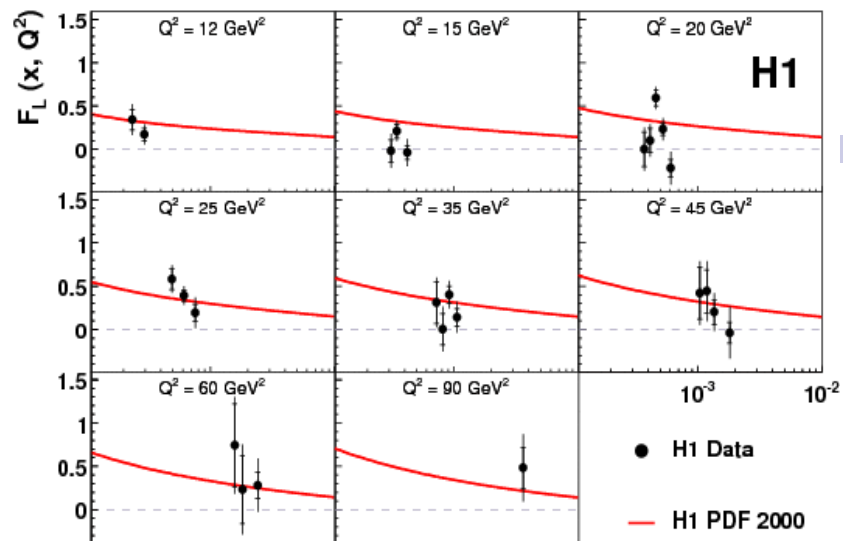 F_L (x, Q²)
Q² = 12 GeV²
Q² = 15 GeV²
Q² = 20 GeV²
H1
1.5
1
0.5
0
Q² = 25 GeV²
Q² = 35 GeV²
Q² = 45 GeV²
1.5
1
0.5
0
Q² = 60 GeV²
Q² = 90 GeV²
10⁻³
10⁻²
1.5
1
0.5
0
H1 Data
H1 PDF 2000